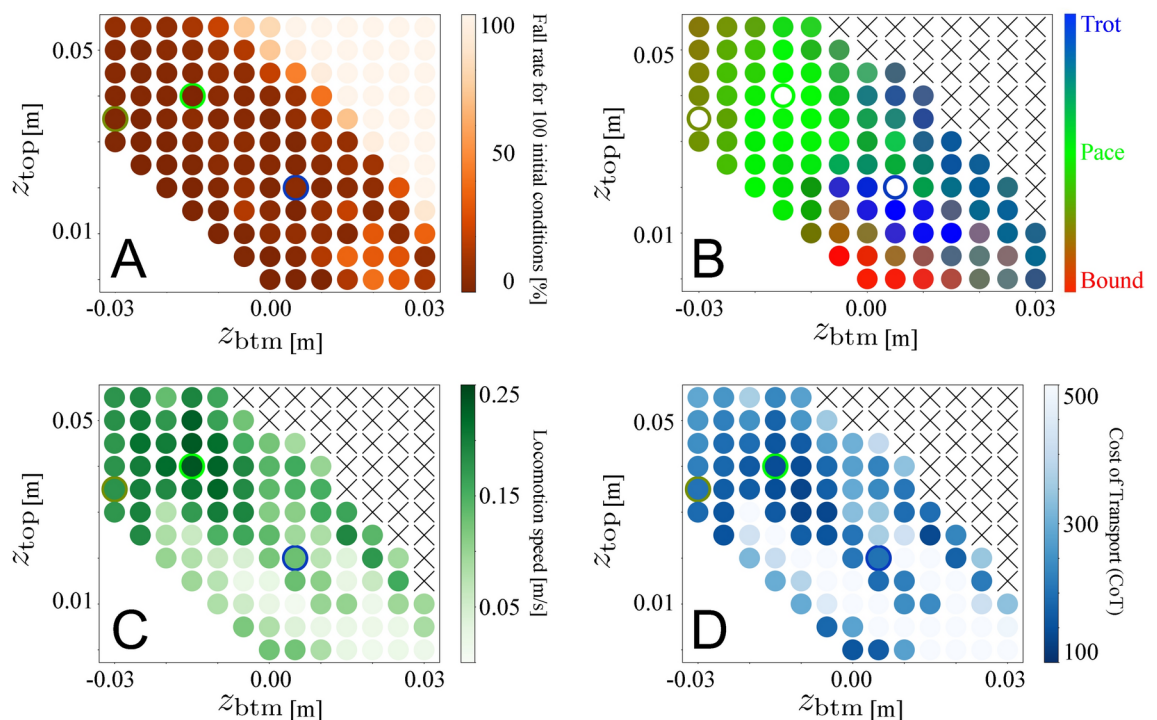 100
50
0
Fall rate for 100 initial conditions [%]
0.05
0.01
z_top [m]
A
-0.03
0.00
0.03
z_btm [m]
Trot
Pace
Bound
0.05
0.01
z_top [m]
B
-0.03
0.00
0.03
z_btm [m]
0.25
0.15
0.05
Locomotion speed [m/s]
0.05
0.01
z_top [m]
C
-0.03
0.00
0.03
z_btm [m]
500
300
100
Cost of Transport (CoT)
0.05
0.01
z_top [m]
D
-0.03
0.00
0.03
z_btm [m]